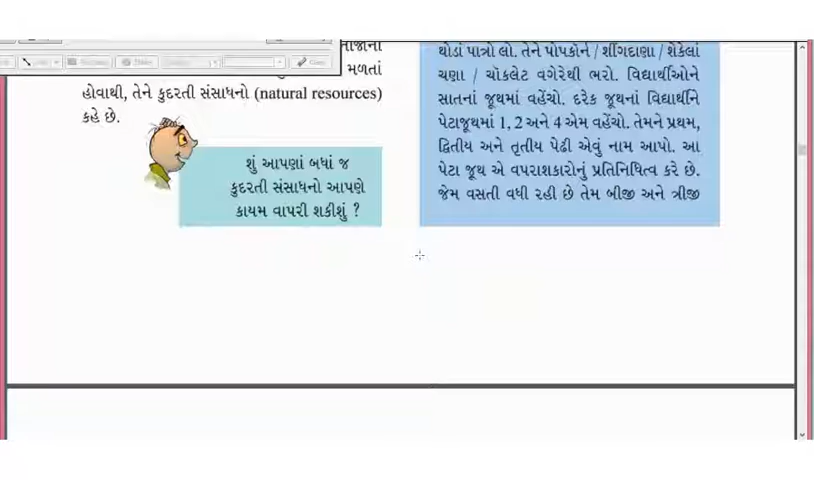 મળતાં
હોવાથી, તેને કુદરતી સંસાધનો (natural resources)
કહે છે.
શું આપણાં બધાં જ
કુદરતી સંસાધનો આપણે
કાયમ વાપરી શકીશું ?
થોડાં પાત્રો લો. તેને પોપકોર્ન / શીંગદાણા / શેકેલાં
ચણા / ચૉકલેટ વગેરેથી ભરો. વિદ્યાર્થીઓને
સાતનાં જૂથમાં વહેંચો. દરેક જૂથનાં વિદ્યાર્થીને
પેટાજૂથમાં 1, 2 અને 4 એમ વહેંચો. તેમને પ્રથમ,
દ્વિતીય અને તૃતીય પેઢી એવું નામ આપો. આ
પેટા જૂથ એ વપરાશકારોનું પ્રતિનિધિત્વ કરે છે.
જેમ વસતી વધી રહી છે તેમ બીજી અને ત્રીજી